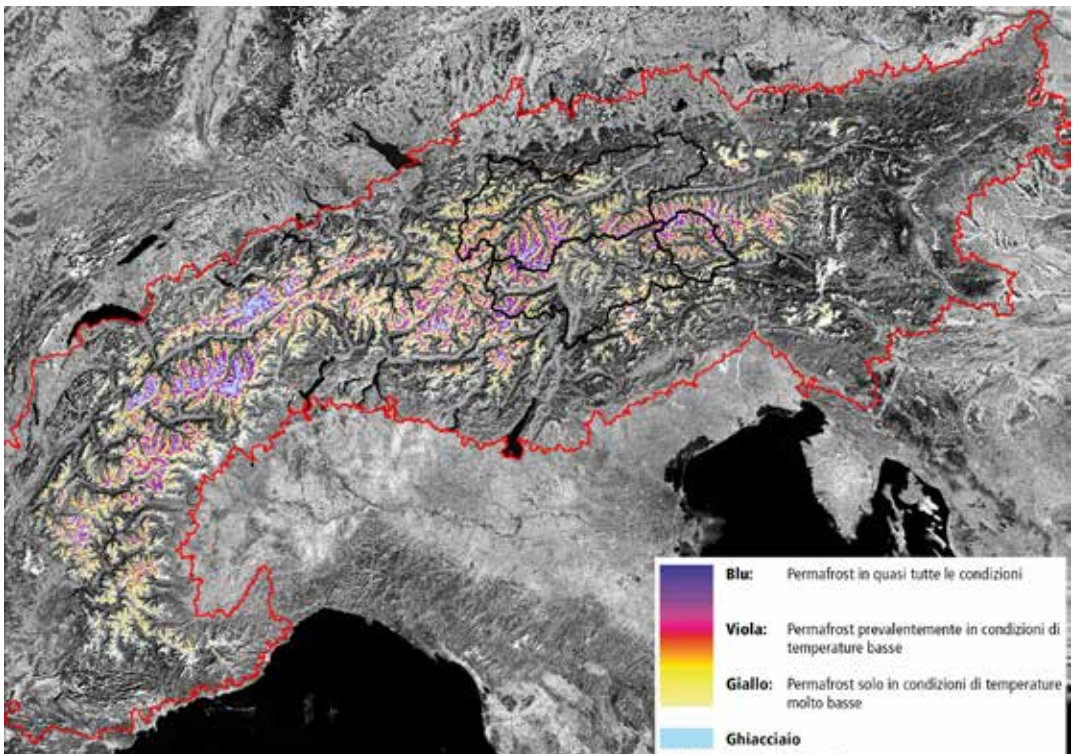 Blu: Permafrost in quasi tutte le condizioni
Viola: Permafrost prevalentemente in condizioni di
temperature basse
Giallo: Permafrost solo in condizioni di temperature
molto basse
Ghiacciaio